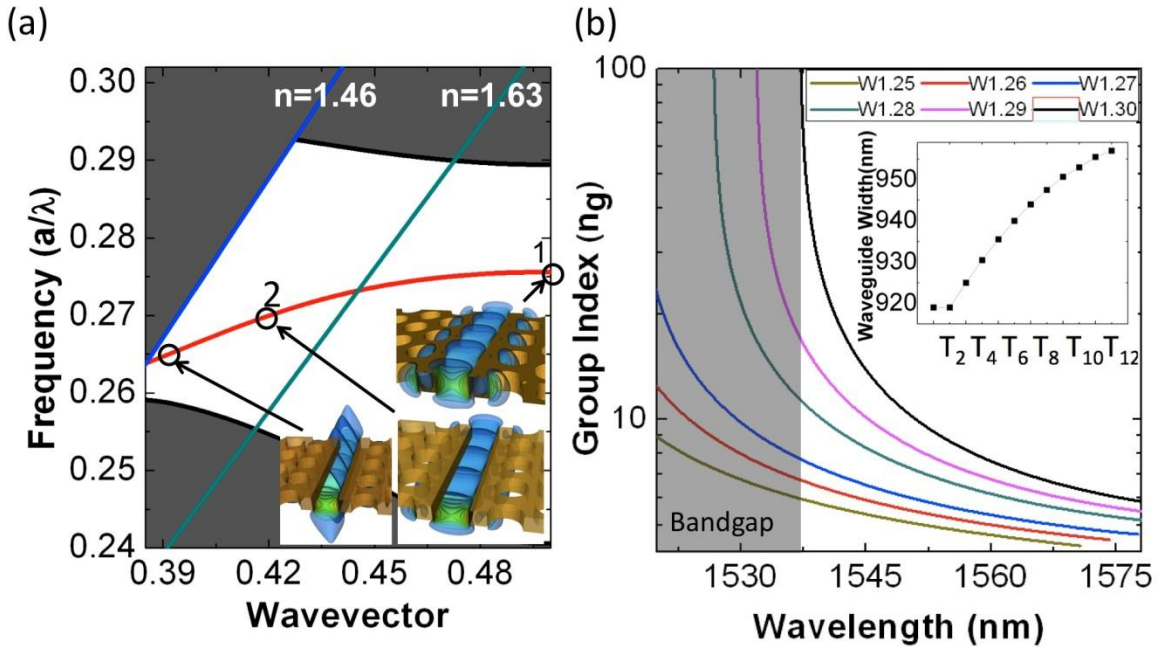 (a)
0.30
0.29
0.28
0.27
0.26
0.25
0.24
Frequency (a/λ)
n=1.46
n=1.63
1
2
0.39
0.42
0.45
0.48
Wavevector
(b)
100
10
Group Index (ng)
W1.25 W1.26 W1.27
W1.28 W1.29 W1.30
950
940
930
920
Waveguide Width(nm)
T2 T4 T6 T8 T10 T12
Bandgap
1530 1545 1560 1575
Wavelength (nm)